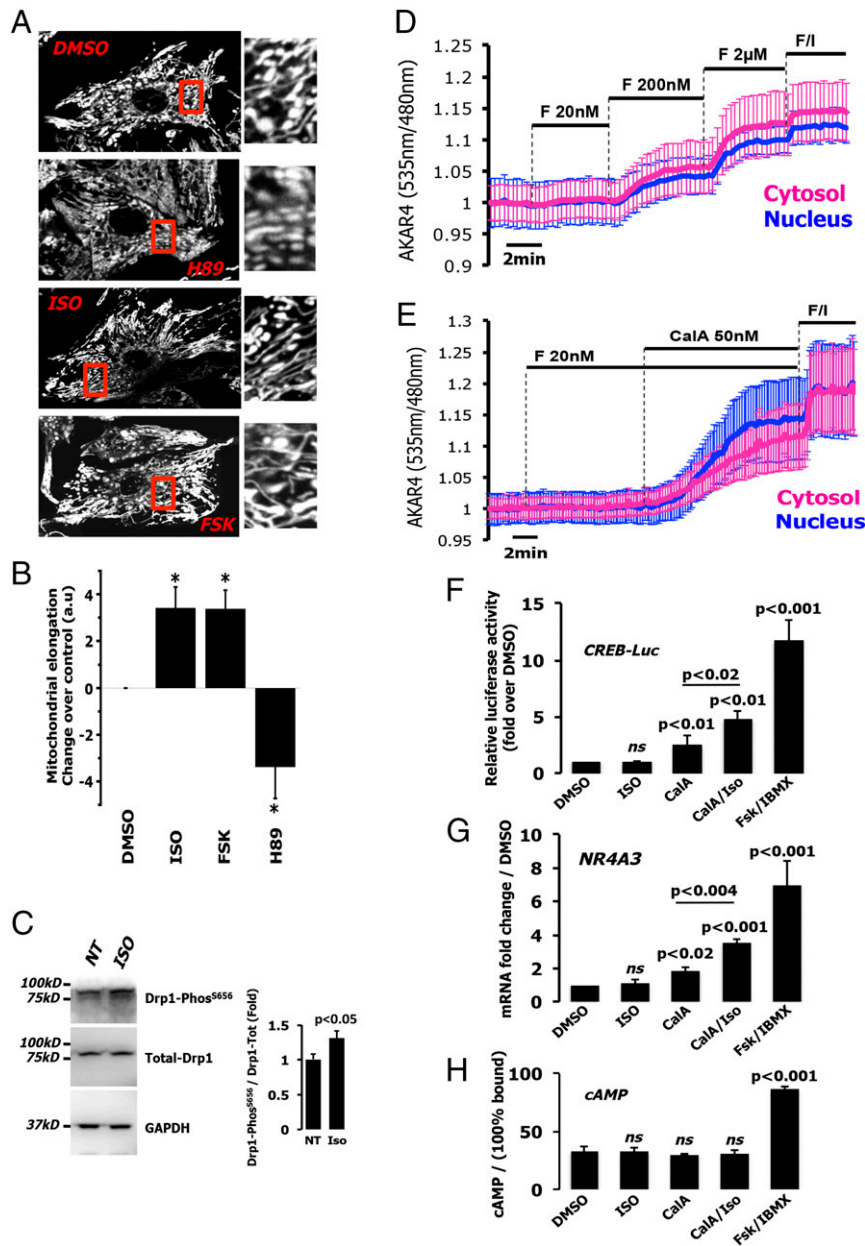 A
DMSO
H89
ISO
FSK
B
Mitochondrial elongation
Change over control (a.u)
4
2
0
-2
-4
*
*
*
DMSO
ISO
FSK
H89
C
NT
ISO
100kD
75kD
Drp1-Phos^S656
100kD
75kD
Total-Drp1
37kD
GAPDH
Drp1-Phos^S656 / Drp1-Tot (Fold)
1.5
1
0.5
0
p<0.05
NT
Iso
D
AKAR4 (535nm/480nm)
1.25
1.2
1.15
1.1
1.05
1
0.95
0.9
F 20nM
F 200nM
F 2µM
F/I
Cytosol
Nucleus
2min
E
AKAR4 (535nm/480nm)
1.3
1.25
1.20
1.15
1.1
1.05
1
0.95
F 20nM
CalA 50nM
F/I
Cytosol
Nucleus
2min
F
Relative luciferase activity
(fold over DMSO)
15
10
5
0
CREB-Luc
ns
p<0.01
p<0.02
p<0.01
p<0.001
DMSO
ISO
CalA
CalA/Iso
Fsk/IBMX
G
mRNA fold change / DMSO
10
8
6
4
2
0
NR4A3
ns
p<0.02
p<0.004
p<0.001
p<0.001
DMSO
ISO
CalA
CalA/Iso
Fsk/IBMX
H
cAMP / (100% bound)
100
50
0
cAMP
ns
ns
ns
p<0.001
DMSO
ISO
CalA
CalA/Iso
Fsk/IBMX